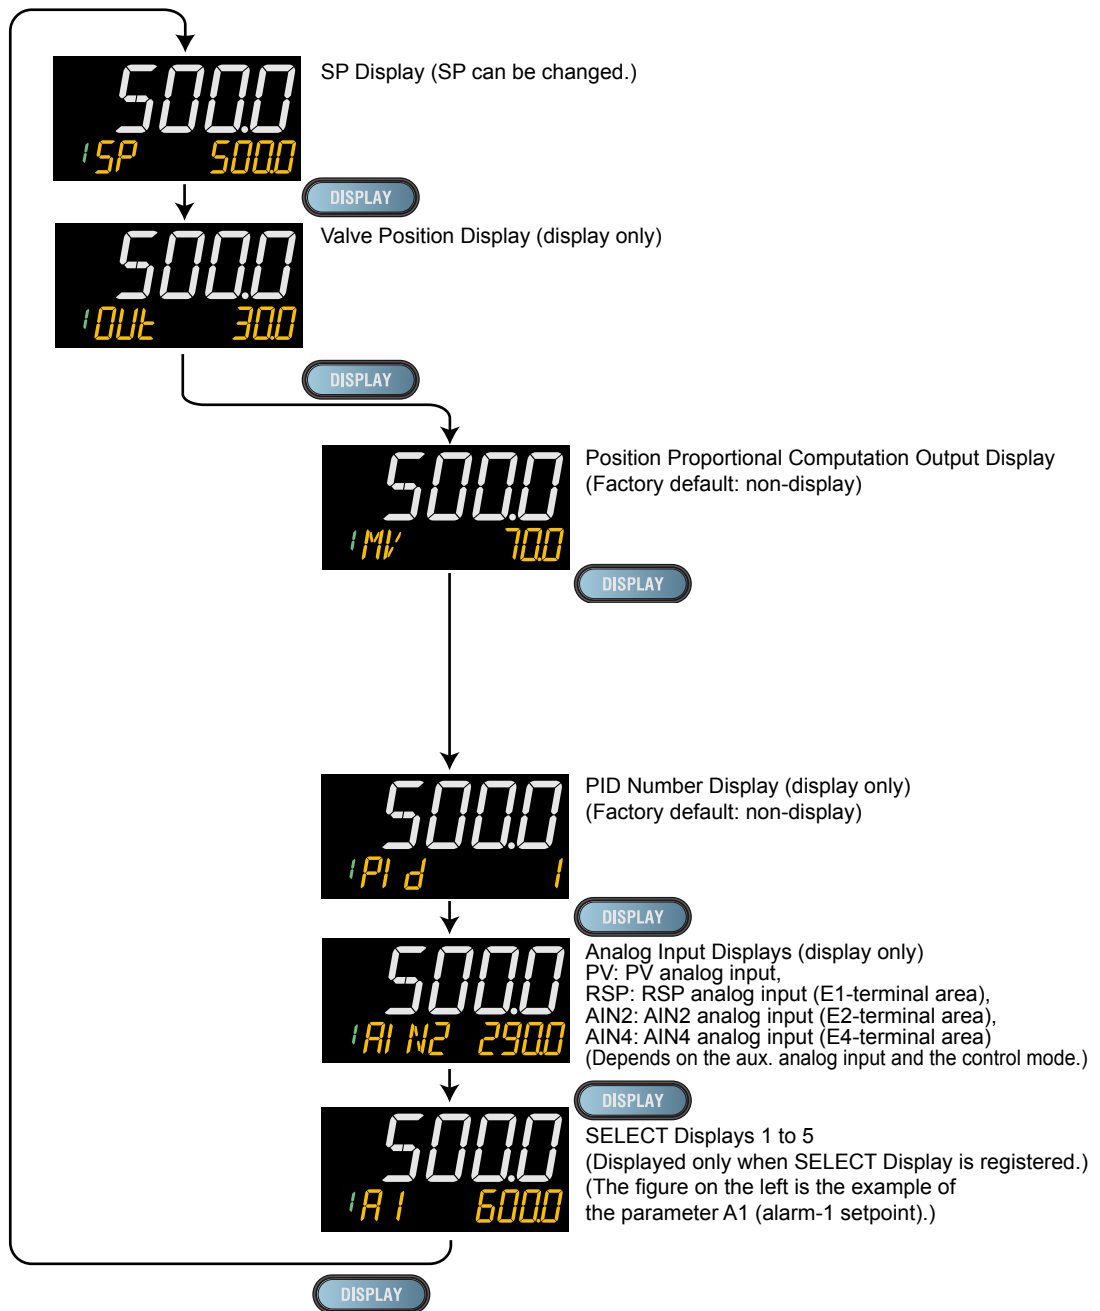 500.0
SP Display (SP can be changed.)
1 SP 500.0
DISPLAY
500.0
Valve Position Display (display only)
1 OUt 30.0
DISPLAY
500.0
Position Proportional Computation Output Display
(Factory default: non-display)
1 MV 70.0
DISPLAY
500.0
PID Number Display (display only)
(Factory default: non-display)
1 PId 1
DISPLAY
500.0
Analog Input Displays (display only)
PV: PV analog input,
RSP: RSP analog input (E1-terminal area),
AIN2: AIN2 analog input (E2-terminal area),
AIN4: AIN4 analog input (E4-terminal area)
(Depends on the aux. analog input and the control mode.)
1 AIN2 290.0
DISPLAY
500.0
SELECT Displays 1 to 5
(Displayed only when SELECT Display is registered.)
(The figure on the left is the example of
the parameter A1 (alarm-1 setpoint).)
1 A1 600.0
DISPLAY